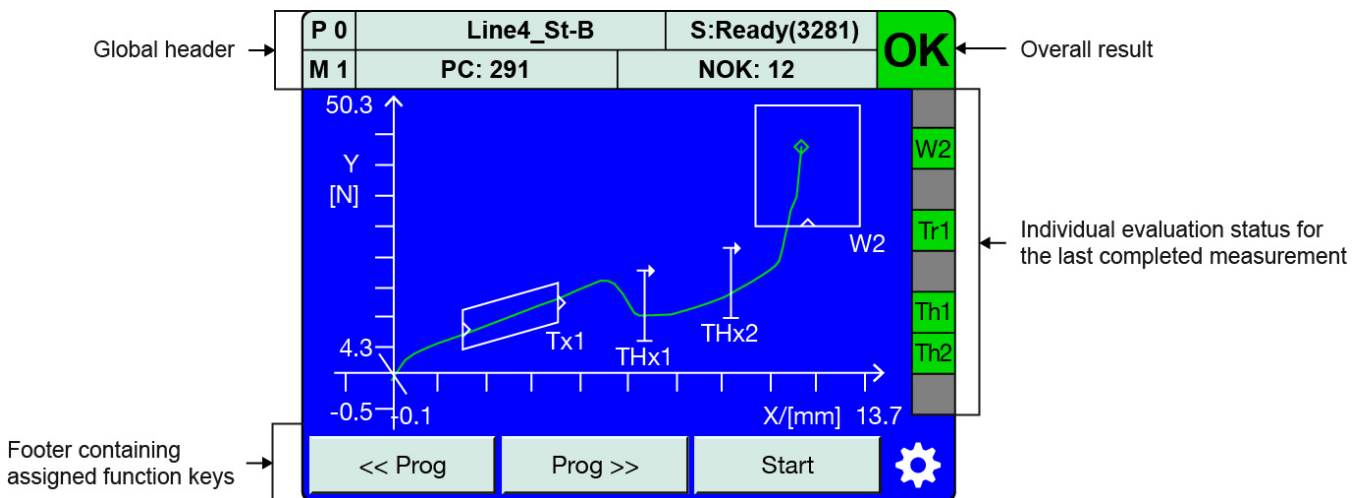 Global header
P 0 Line4_St-B S:Ready(3281) OK
M 1 PC: 291 NOK: 12
Overall result
50.3
Y
[N]
4.3
-0.5
-0.1
X/[mm] 13.7
Tx1
THx1
THx2
W2
W2
Tr1
Th1
Th2
Individual evaluation status for
the last completed measurement
Footer containing
assigned function keys
<< Prog Prog >> Start